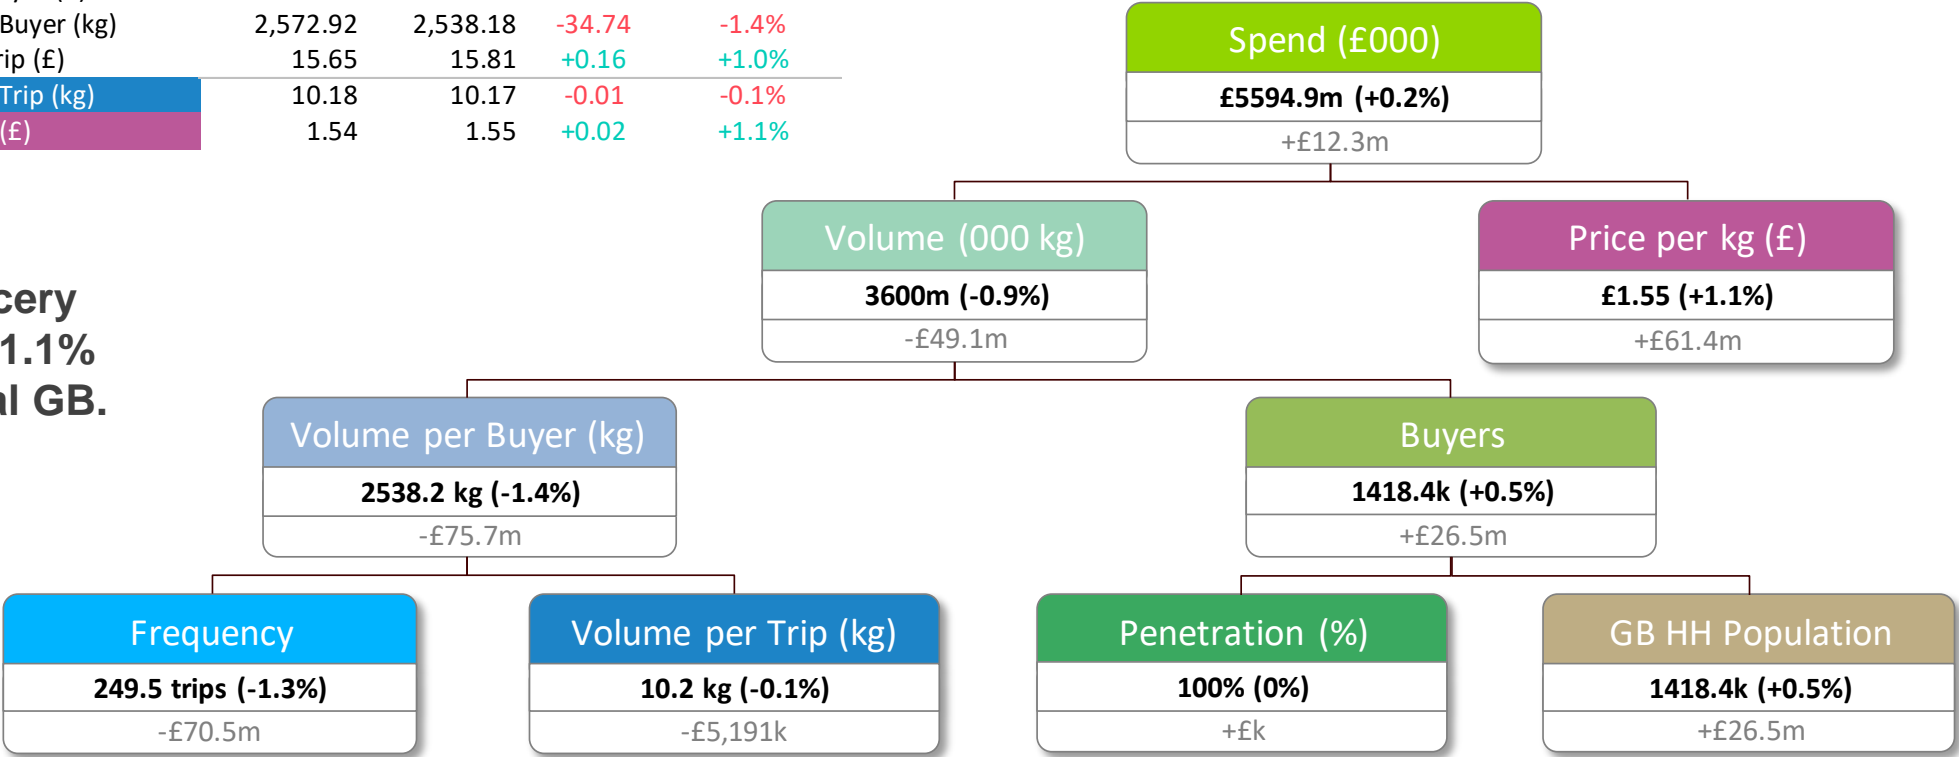 Buyer (kg) 2,572.92 2,538.18 -34.74 -1.4%
rip (£) 15.65 15.81 +0.16 +1.0%
Trip (kg) 10.18 10.17 -0.01 -0.1%
(£) 1.54 1.55 +0.02 +1.1%
Spend (£000)
£5594.9m (+0.2%)
+£12.3m
Volume (000 kg)
3600m (-0.9%)
-£49.1m
Price per kg (£)
£1.55 (+1.1%)
+£61.4m
cery
1.1%
al GB.
Volume per Buyer (kg)
2538.2 kg (-1.4%)
-£75.7m
Buyers
1418.4k (+0.5%)
+£26.5m
Frequency
249.5 trips (-1.3%)
-£70.5m
Volume per Trip (kg)
10.2 kg (-0.1%)
-£5,191k
Penetration (%)
100% (0%)
+£k
GB HH Population
1418.4k (+0.5%)
+£26.5m